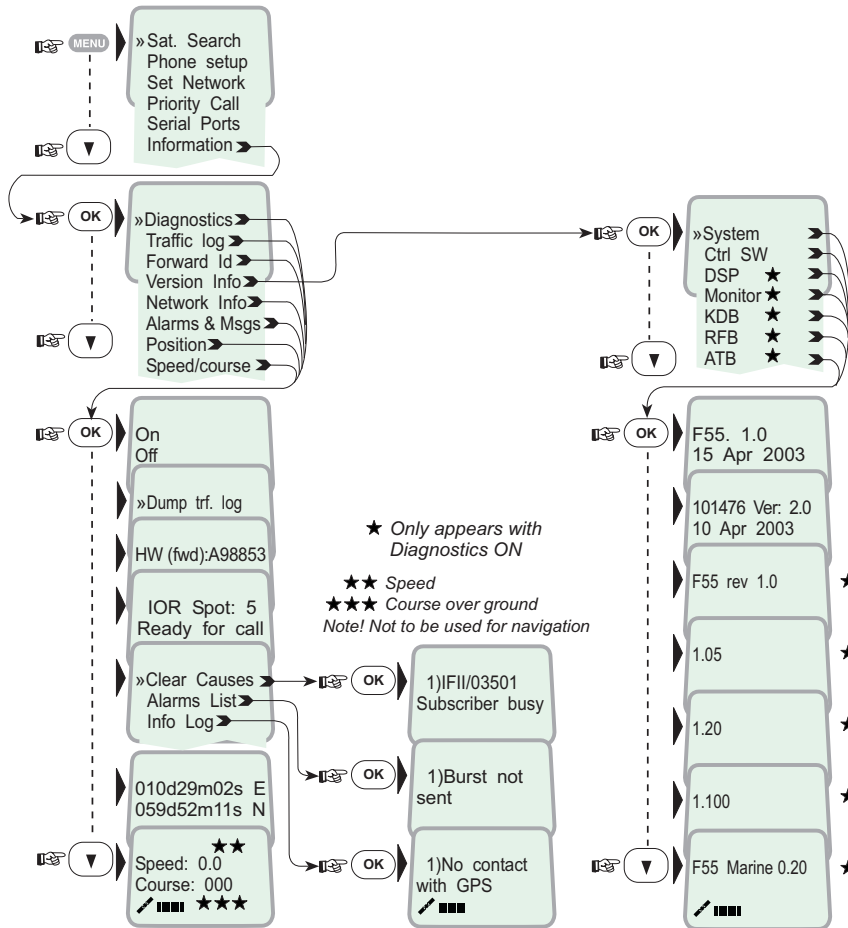 MENU
»Sat. Search
Phone setup
Set Network
Priority Call
Serial Ports
Information
OK
»Diagnostics
Traffic log
Forward Id
Version Info
Network Info
Alarms & Msgs
Position
Speed/course
OK
»System
Ctrl SW
DSP ★
Monitor ★
KDB ★
RFB ★
ATB ★
OK
On
Off
»Dump trf. log
HW (fwd):A98853
IOR Spot: 5
Ready for call
»Clear Causes
Alarms List
Info Log
010d29m02s E
059d52m11s N
★★
Speed: 0.0
Course: 000
★★★
★ Only appears with
Diagnostics ON
★★ Speed
★★★ Course over ground
Note! Not to be used for navigation
OK
1)IFII/03501
Subscriber busy
OK
1)Burst not
sent
OK
1)No contact
with GPS
OK
F55. 1.0
15 Apr 2003
101476 Ver: 2.0
10 Apr 2003
F55 rev 1.0 ★
1.05 ★
1.20 ★
1.100 ★
F55 Marine 0.20 ★